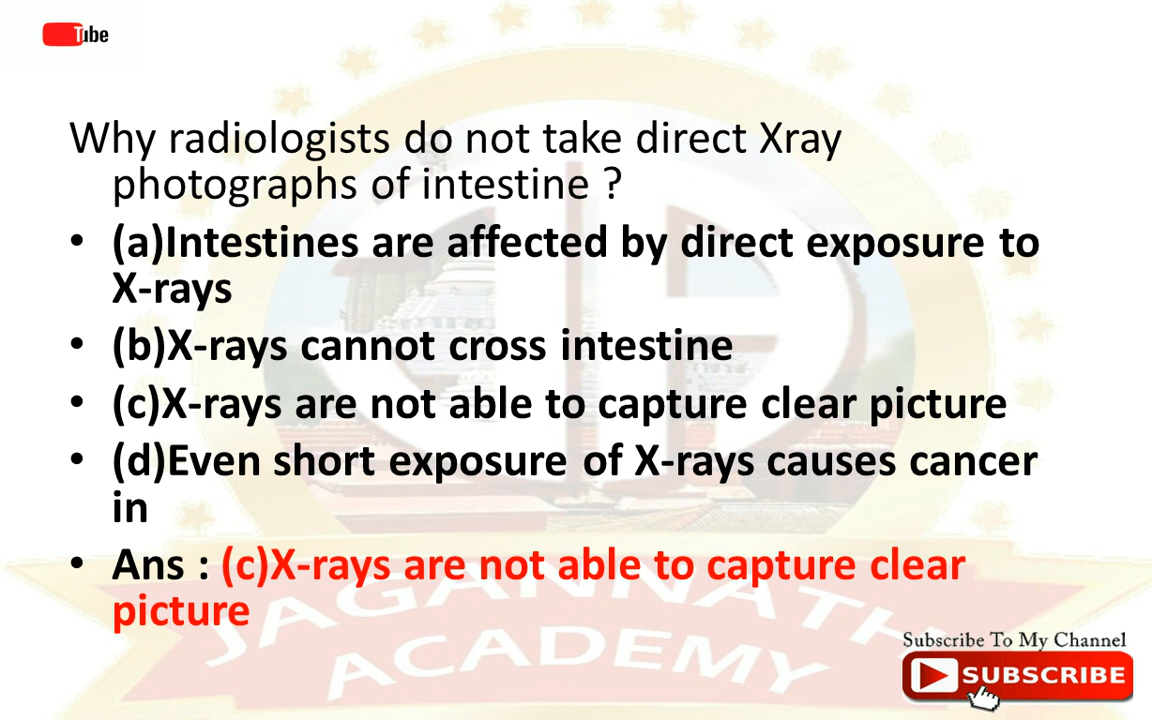 Tube
Why radiologists do not take direct Xray
photographs of intestine ?
• (a)Intestines are affected by direct exposure to
X-rays
• (b)X-rays cannot cross intestine
• (c)X-rays are not able to capture clear picture
• (d)Even short exposure of X-rays causes cancer
in
• Ans : (c)X-rays are not able to capture clear
picture
JAGANNATH
ACADEMY
Subscribe To My Channel
SUBSCRIBE